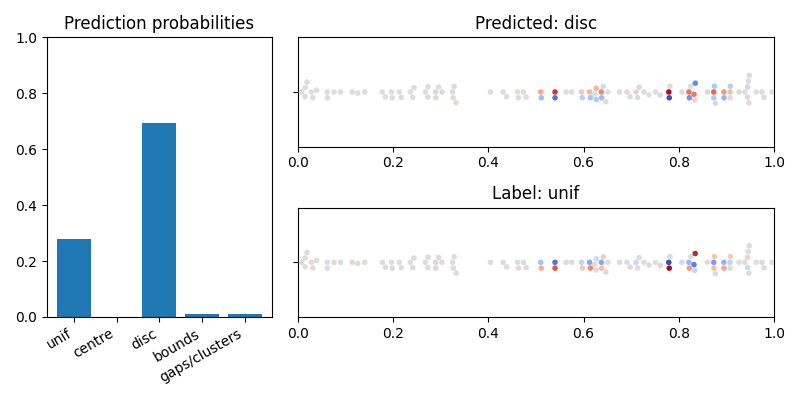 Prediction probabilities
1.0
0.8
0.6
0.4
0.2
0.0
unif
centre
disc
bounds
gaps/clusters
Predicted: disc
0.0 0.2 0.4 0.6 0.8 1.0
Label: unif
0.0 0.2 0.4 0.6 0.8 1.0